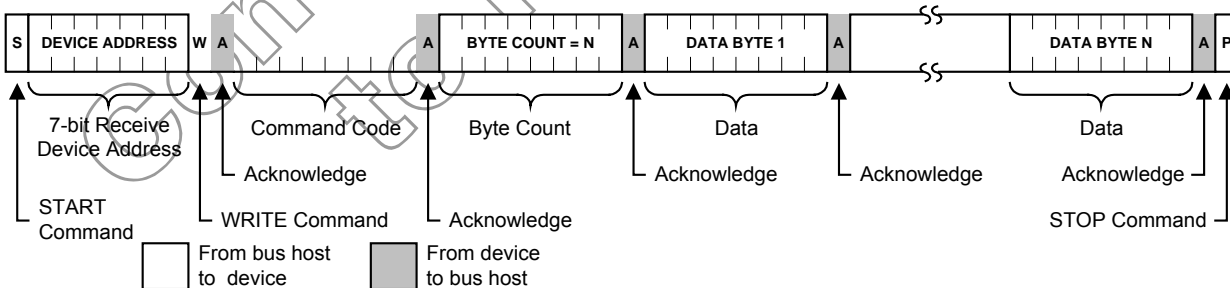 S DEVICE ADDRESS W A A BYTE COUNT = N A DATA BYTE 1 A DATA BYTE N A P
7-bit Receive
Device Address
Command Code
Byte Count
Data
Data
Acknowledge
Acknowledge
Acknowledge
Acknowledge
START
Command
WRITE Command
Acknowledge
STOP Command
From bus host
to device
From device
to bus host